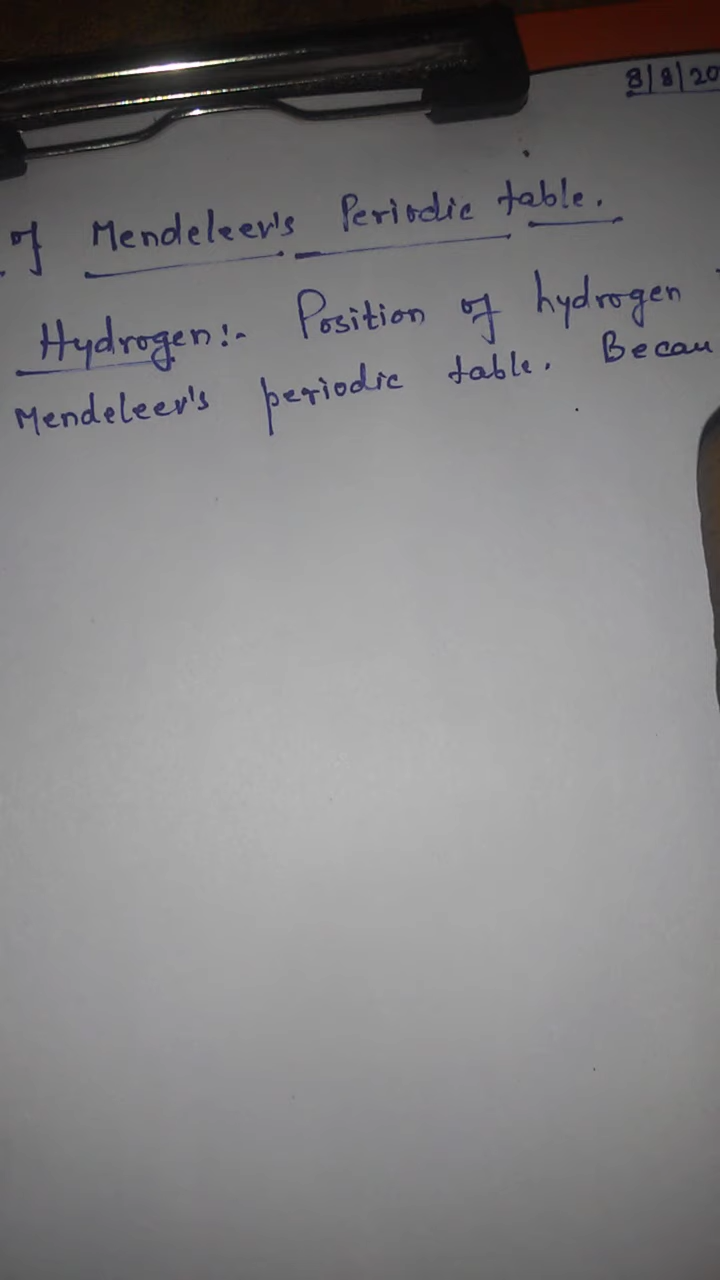 8/8/20
of Mendeleev's Periodic table.
Hydrogen:- Position of hydrogen
Mendeleev's periodic table. Becau